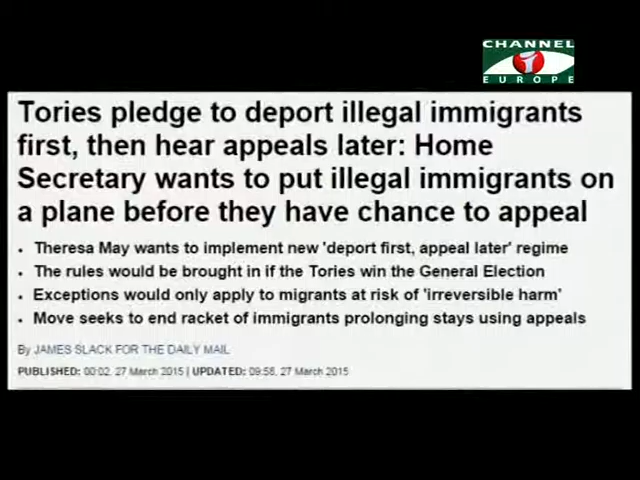 CHANNEL
i
EUROPE
Tories pledge to deport illegal immigrants
first, then hear appeals later: Home
Secretary wants to put illegal immigrants on
a plane before they have chance to appeal
• Theresa May wants to implement new 'deport first, appeal later' regime
• The rules would be brought in if the Tories win the General Election
• Exceptions would only apply to migrants at risk of 'irreversible harm'
• Move seeks to end racket of immigrants prolonging stays using appeals
By JAMES SLACK FOR THE DAILY MAIL
PUBLISHED: 00:02, 27 March 2015 | UPDATED: 09:58, 27 March 2015